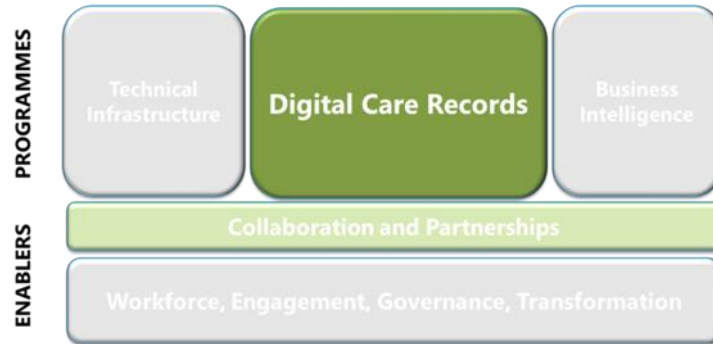 PROGRAMMES
Technical
Infrastructure
Digital Care Records
Business
Intelligence
ENABLERS
Collaboration and Partnerships
Workforce, Engagement, Governance, Transformation